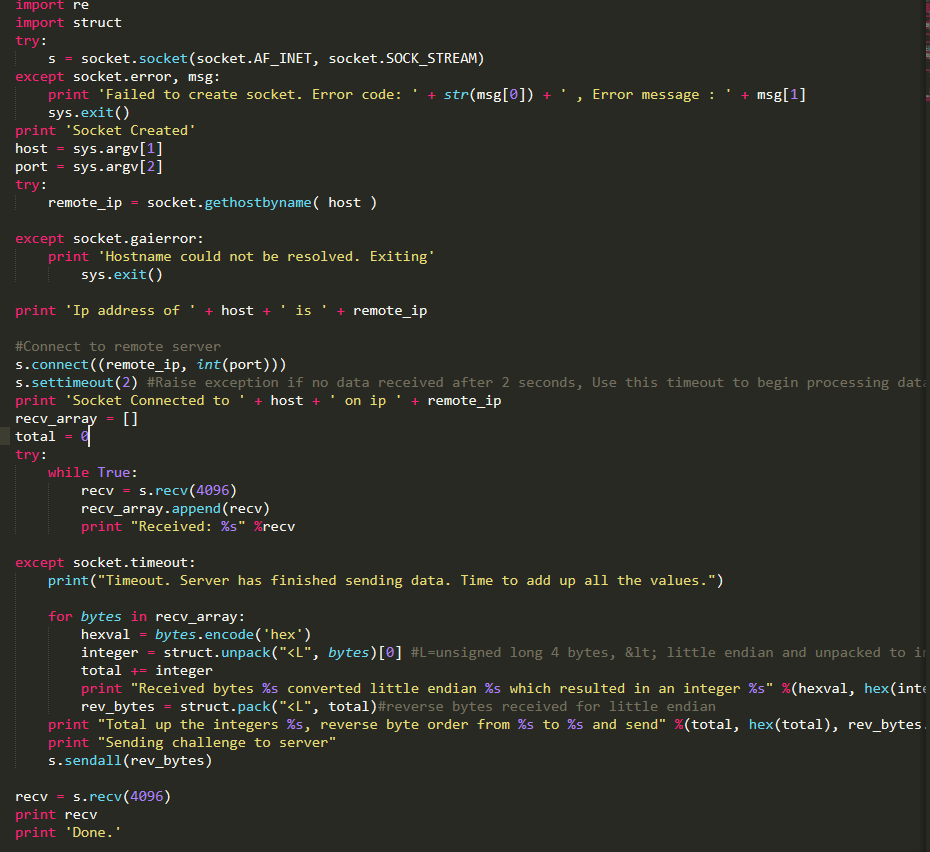 import re
import struct
try:
    s = socket.socket(socket.AF_INET, socket.SOCK_STREAM)
except socket.error, msg:
    print 'Failed to create socket. Error code: ' + str(msg[0]) + ' , Error message : ' + msg[1]
    sys.exit()
print 'Socket Created'
host = sys.argv[1]
port = sys.argv[2]
try:
    remote_ip = socket.gethostbyname( host )
except socket.gaierror:
    print 'Hostname could not be resolved. Exiting'
        sys.exit()
print 'Ip address of ' + host + ' is ' + remote_ip
#Connect to remote server
s.connect((remote_ip, int(port)))
s.settimeout(2) #Raise exception if no data received after 2 seconds, Use this timeout to begin processing data
print 'Socket Connected to ' + host + ' on ip ' + remote_ip
recv_array = []
total = 0
try:
    while True:
        recv = s.recv(4096)
        recv_array.append(recv)
        print "Received: %s" %recv
except socket.timeout:
    print("Timeout. Server has finished sending data. Time to add up all the values.")
    for bytes in recv_array:
        hexval = bytes.encode('hex')
        integer = struct.unpack("<L", bytes)[0] #L=unsigned long 4 bytes, &lt; little endian and unpacked to
        total += integer
        print "Received bytes %s converted little endian %s which resulted in an integer %s" %(hexval, hex(inte
        rev_bytes = struct.pack("<L", total)#reverse bytes received for little endian
    print "Total up the integers %s, reverse byte order from %s to %s and send" %(total, hex(total), rev_bytes.
    print "Sending challenge to server"
    s.sendall(rev_bytes)
recv = s.recv(4096)
print recv
print 'Done.'